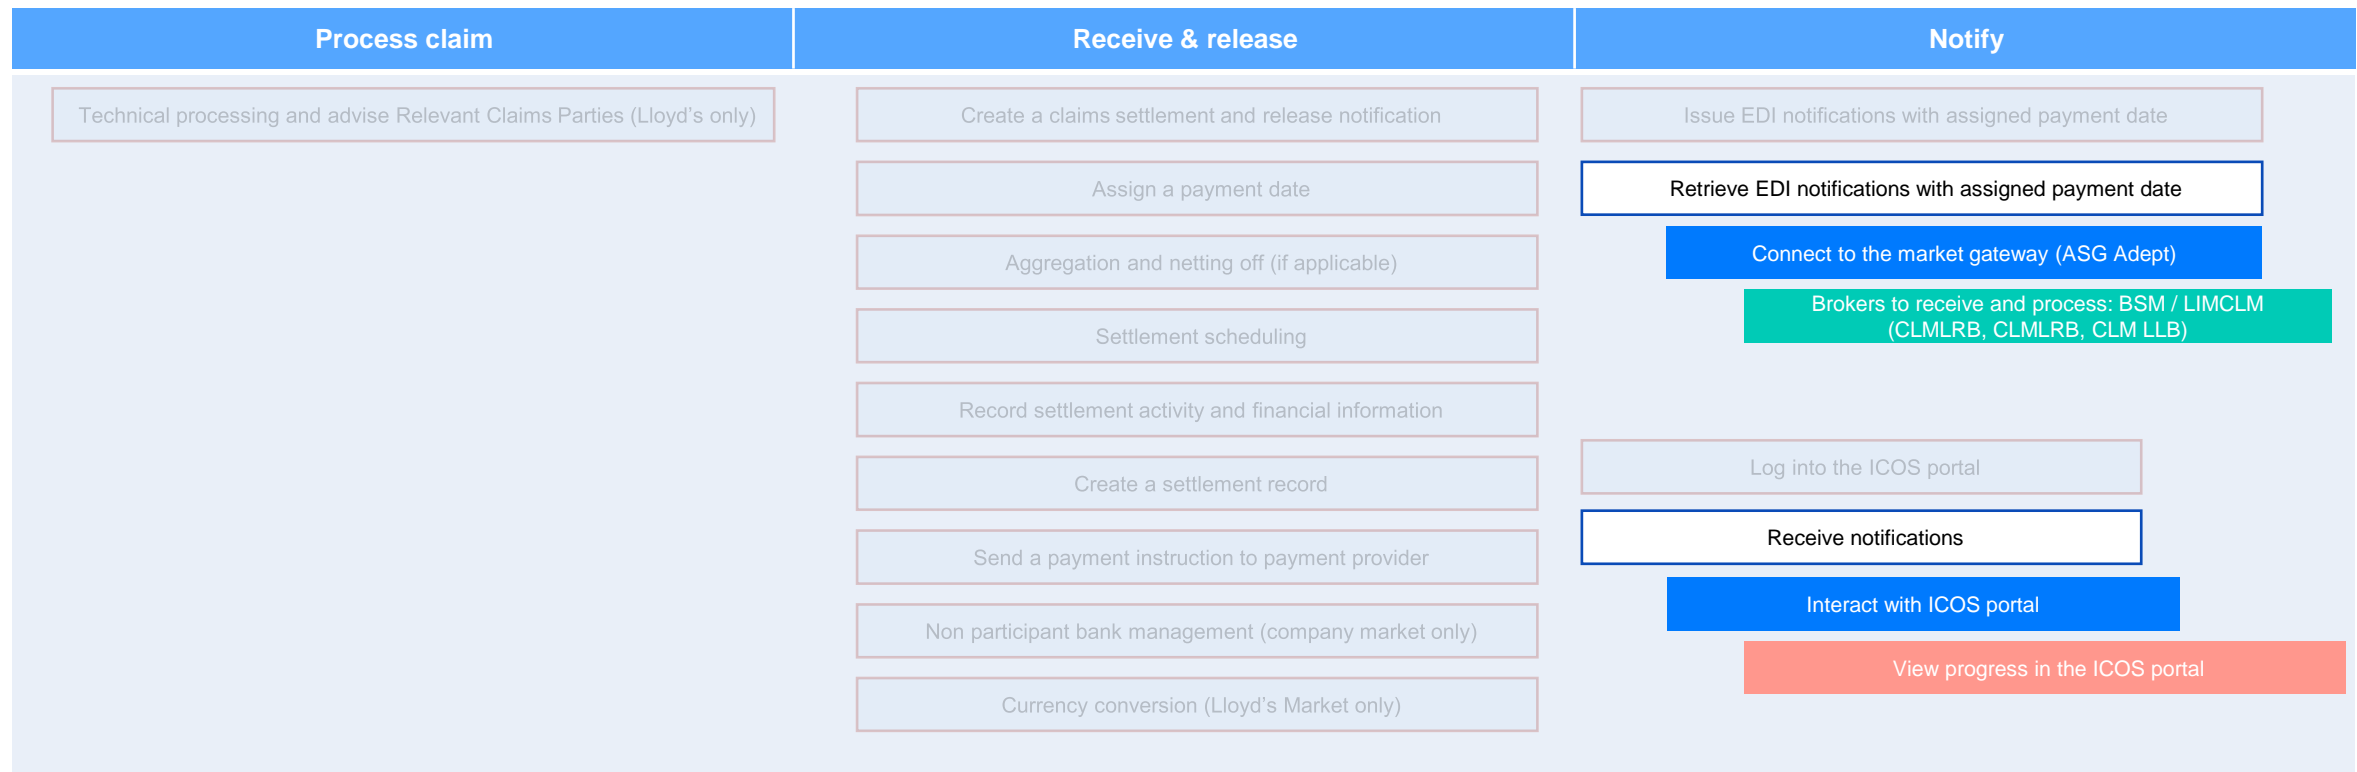 Process claim
Receive & release
Notify
Technical processing and advise Relevant Claims Parties (Lloyd's only)
Create a claims settlement and release notification
Assign a payment date
Aggregation and netting off (if applicable)
Settlement scheduling
Record settlement activity and financial information
Create a settlement record
Send a payment instruction to payment provider
Non participant bank management (company market only)
Currency conversion (Lloyd's Market only)
Issue EDI notifications with assigned payment date
Retrieve EDI notifications with assigned payment date
Connect to the market gateway (ASG Adept)
Brokers to receive and process: BSM / LIMCLM
(CLMLRB, CLMLRB, CLM LLB)
Log into the ICOS portal
Receive notifications
Interact with ICOS portal
View progress in the ICOS portal